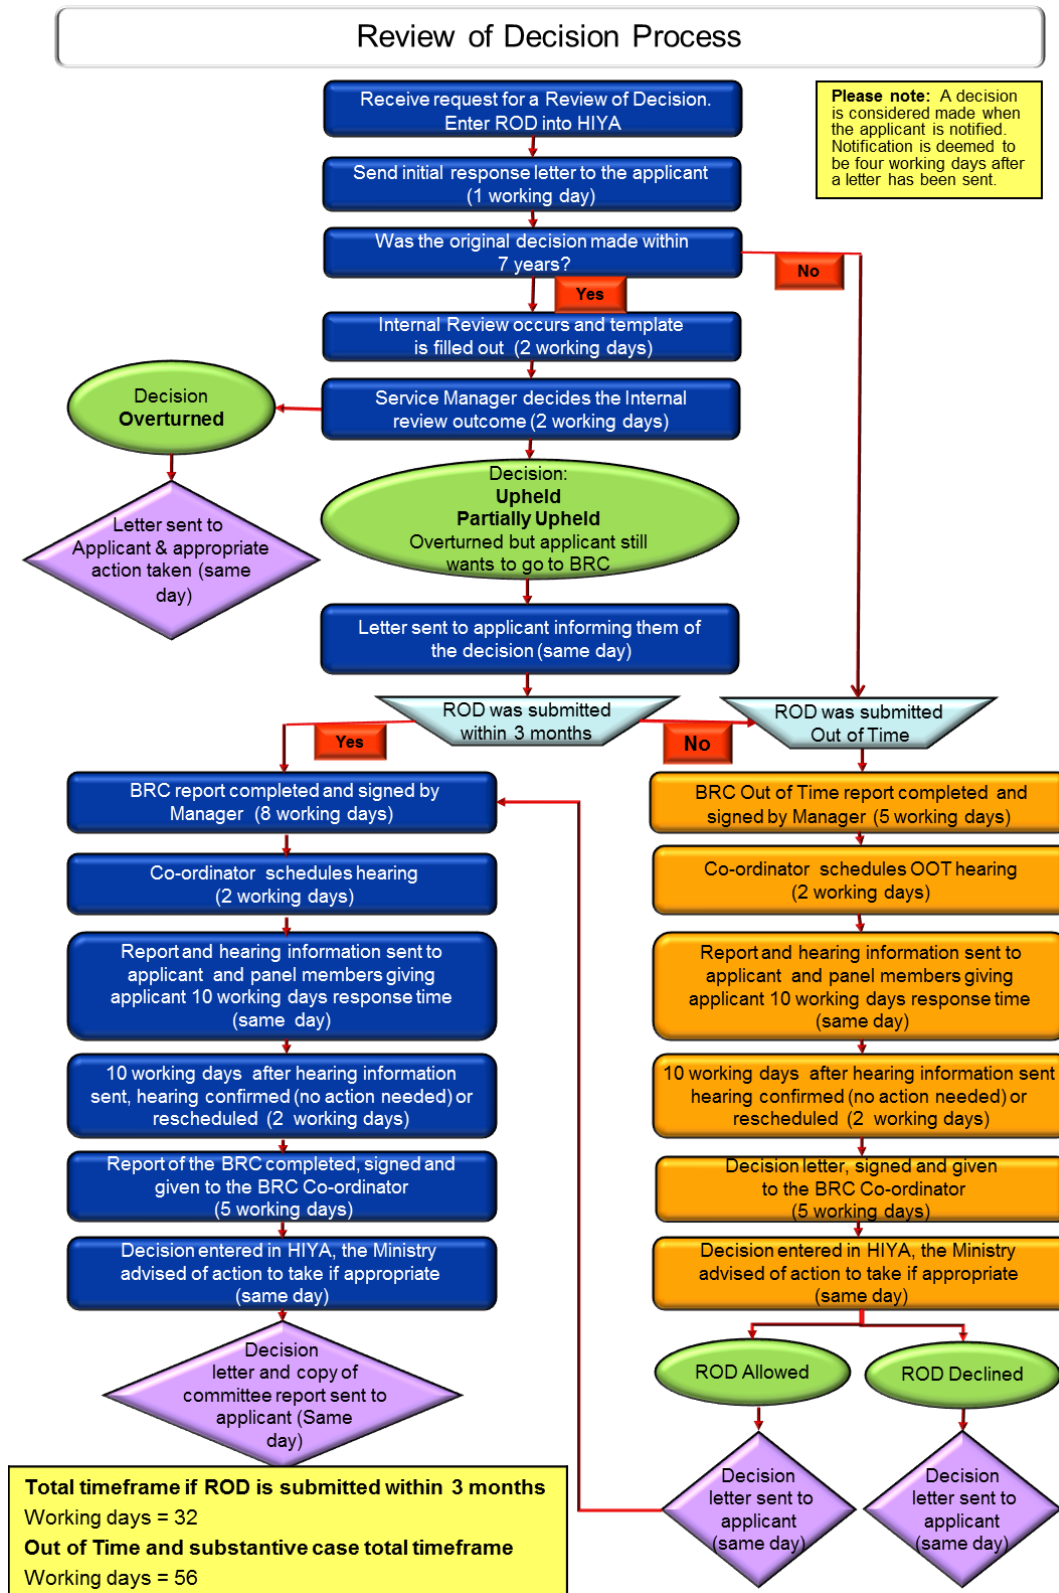 Review of Decision Process
Receive request for a Review of Decision.
Enter ROD into HIYA
Please note: A decision
is considered made when
the applicant is notified.
Notification is deemed to
be four working days after
a letter has been sent.
Send initial response letter to the applicant
(1 working day)
Was the original decision made within
7 years?
No
Yes
Internal Review occurs and template
is filled out (2 working days)
Service Manager decides the Internal
review outcome (2 working days)
Decision
Overturned
Letter sent to
Applicant & appropriate
action taken (same
day)
Decision:
Upheld
Partially Upheld
Overturned but applicant still
wants to go to BRC
Letter sent to applicant informing them of
the decision (same day)
ROD was submitted
within 3 months
Yes
No
ROD was submitted
Out of Time
BRC report completed and signed by
Manager (8 working days)
Co-ordinator schedules hearing
(2 working days)
Report and hearing information sent to
applicant and panel members giving
applicant 10 working days response time
(same day)
10 working days after hearing information
sent, hearing confirmed (no action needed) or
rescheduled (2 working days)
Report of the BRC completed, signed and
given to the BRC Co-ordinator
(5 working days)
Decision entered in HIYA, the Ministry
advised of action to take if appropriate
(same day)
Decision
letter and copy of
committee report sent to
applicant (Same
day)
BRC Out of Time report completed and
signed by Manager (5 working days)
Co-ordinator schedules OOT hearing
(2 working days)
Report and hearing information sent to
applicant and panel members giving
applicant 10 working days response time
(same day)
10 working days after hearing information sent
hearing confirmed (no action needed) or
rescheduled (2 working days)
Decision letter, signed and given
to the BRC Co-ordinator
(5 working days)
Decision entered in HIYA, the Ministry
advised of action to take if appropriate
(same day)
ROD Allowed
ROD Declined
Decision
letter sent to
applicant
(same day)
Decision
letter sent to
applicant
(same day)
Total timeframe if ROD is submitted within 3 months
Working days = 32
Out of Time and substantive case total timeframe
Working days = 56